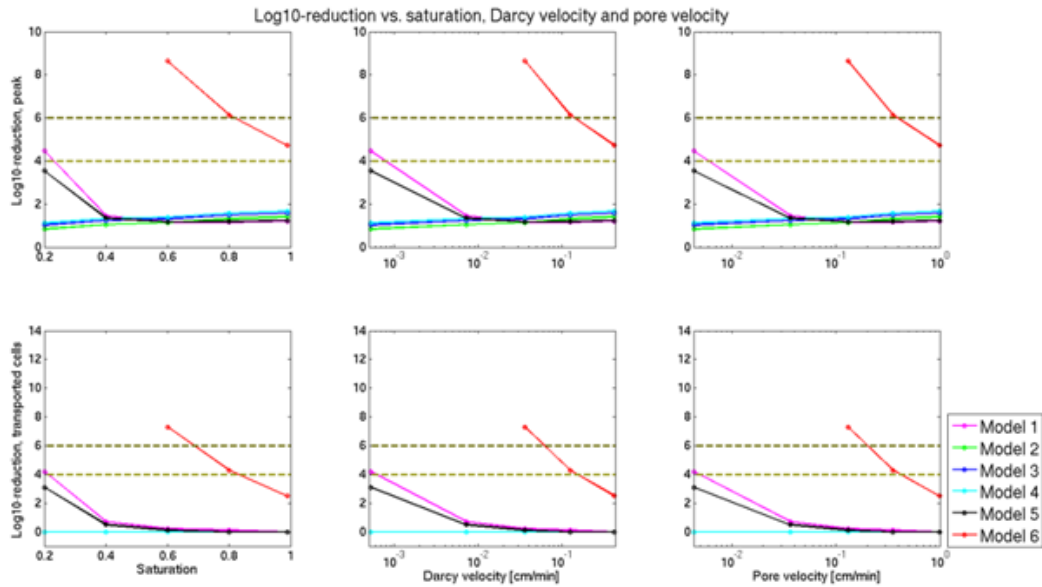 Log10-reduction vs. saturation, Darcy velocity and pore velocity
Log10-reduction, peak
10
8
6
4
2
0
0.2 0.4 0.6 0.8 1
10
8
6
4
2
0
10^-3 10^-2 10^-1
10
8
6
4
2
0
10^-2 10^-1 10^0
Log10-reduction, transported cells
14
12
10
8
6
4
2
0
0.2 0.4 0.6 0.8 1
Saturation
14
12
10
8
6
4
2
0
10^-3 10^-2 10^-1
Darcy velocity [cm/min]
14
12
10
8
6
4
2
0
10^-2 10^-1 10^0
Pore velocity [cm/min]
Model 1
Model 2
Model 3
Model 4
Model 5
Model 6